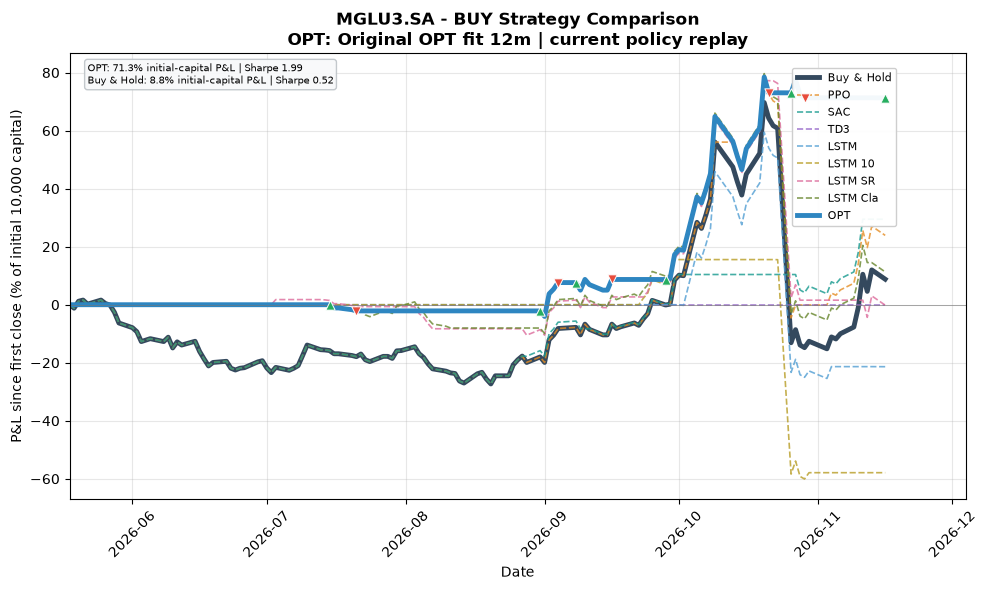 MGLU3.SA - BUY Strategy Comparison
OPT: Original OPT fit 12m | current policy replay
OPT: 71.3% initial-capital P&L | Sharpe 1.99
Buy & Hold: 8.8% initial-capital P&L | Sharpe 0.52
Buy & Hold
PPO
SAC
TD3
LSTM
LSTM 10
LSTM SR
LSTM Cla
OPT
P&L since first close (% of initial 10,000 capital)
80
60
40
20
0
−20
−40
−60
2026-06
2026-07
2026-08
2026-09
2026-10
2026-11
2026-12
Date